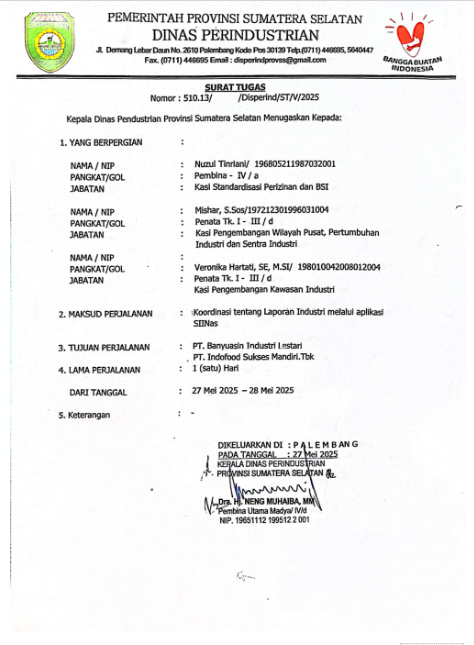 PEMERINTAH PROVINSI SUMATERA SELATAN
DINAS PERINDUSTRIAN
Jl. Demang Lebar Daun No. 2610 Palembang Kode Pos 30139 Telp.(0711) 446695, 5640447
Fax. (0711) 446695 Email : disperindprovss@gmail.com
BANGGA BUATAN
INDONESIA
SURAT TUGAS
Nomor : 510.13/ /Disperind/ST/V/2025
Kepala Dinas Pendustrian Provinsi Sumatera Selatan Menugaskan Kepada:
1. YANG BERPERGIAN :
NAMA / NIP : Nuzul Tinriani/ 196805211987032001
PANGKAT/GOL : Pembina - IV / a
JABATAN : Kasi Standardisasi Perizinan dan BSI
NAMA / NIP : Mishar, S.Sos/197212301996031004
PANGKAT/GOL : Penata Tk. I - III / d
JABATAN : Kasi Pengembangan Wilayah Pusat, Pertumbuhan
Industri dan Sentra Industri
NAMA / NIP :
PANGKAT/GOL : Veronika Hartati, SE, M.SI/ 198010042008012004
JABATAN : Penata Tk. I - III / d
Kasi Pengembangan Kawasan Industri
2. MAKSUD PERJALANAN : Koordinasi tentang Laporan Industri melalui aplikasi
SIINas
3. TUJUAN PERJALANAN : PT. Banyuasin Industri Lestari
PT. Indofood Sukses Mandiri.Tbk
4. LAMA PERJALANAN : 1 (satu) Hari
DARI TANGGAL : 27 Mei 2025 – 28 Mei 2025
5. Keterangan : -
DIKELUARKAN DI : P A L E M B A N G
PADA TANGGAL : 27 Mei 2025
KEPALA DINAS PERINDUSTRIAN
PROVINSI SUMATERA SELATAN
Dra. Hj. NENG MUHAIBA, MM
Pembina Utama Madya/ IV/d
NIP. 19651112 199512 2 001